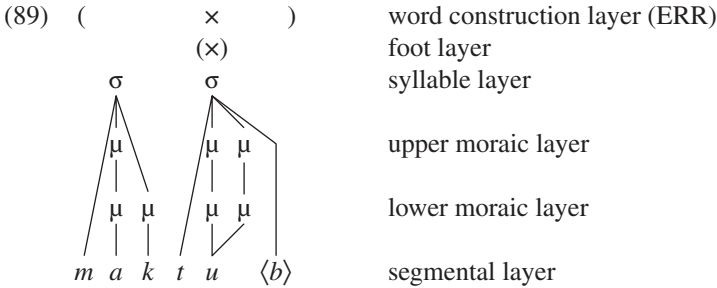 (89) ( × ) word construction layer (ERR)
(×) foot layer
σ σ syllable layer
μ μ μ upper moraic layer
μ μ μ μ lower moraic layer
m a k t u ⟨b⟩ segmental layer